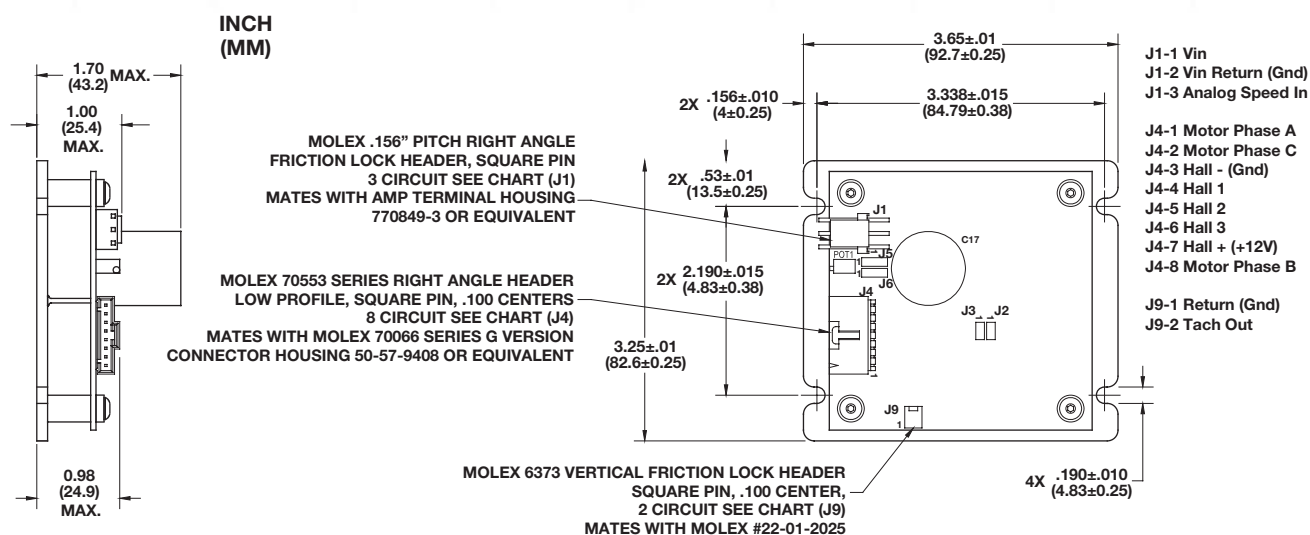 INCH
(MM)
1.70
(43.2)
MAX.
1.00
(25.4)
MAX.
0.98
(24.9)
MAX.
MOLEX .156” PITCH RIGHT ANGLE
FRICTION LOCK HEADER, SQUARE PIN
3 CIRCUIT SEE CHART (J1)
MATES WITH AMP TERMINAL HOUSING
770849-3 OR EQUIVALENT
MOLEX 70553 SERIES RIGHT ANGLE HEADER
LOW PROFILE, SQUARE PIN, .100 CENTERS
8 CIRCUIT SEE CHART (J4)
MATES WITH MOLEX 70066 SERIES G VERSION
CONNECTOR HOUSING 50-57-9408 OR EQUIVALENT
MOLEX 6373 VERTICAL FRICTION LOCK HEADER
SQUARE PIN, .100 CENTER,
2 CIRCUIT SEE CHART (J9)
MATES WITH MOLEX #22-01-2025
3.65±.01
(92.7±0.25)
2X .156±.010
(4±0.25)
3.338±.015
(84.79±0.38)
2X .53±.01
(13.5±0.25)
2X 2.190±.015
(4.83±0.38)
3.25±.01
(82.6±0.25)
4X .190±.010
(4.83±0.25)
J1
1
POT1
1
J5
1
J6
C17
J4
1
J3
1
1
J2
J9
1
J1-1 Vin
J1-2 Vin Return (Gnd)
J1-3 Analog Speed In
J4-1 Motor Phase A
J4-2 Motor Phase C
J4-3 Hall - (Gnd)
J4-4 Hall 1
J4-5 Hall 2
J4-6 Hall 3
J4-7 Hall + (+12V)
J4-8 Motor Phase B
J9-1 Return (Gnd)
J9-2 Tach Out